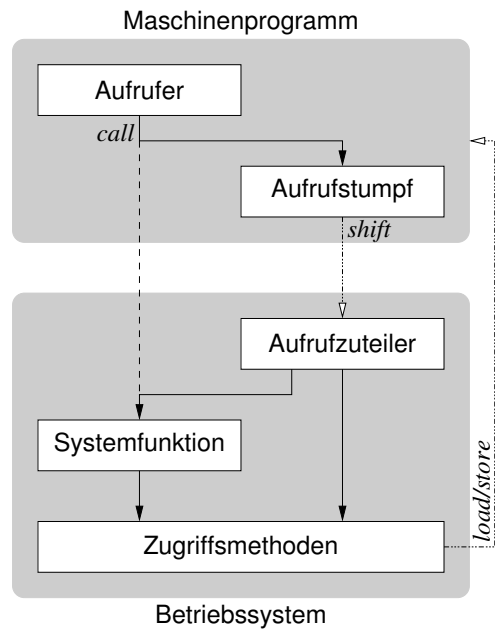 Maschinenprogramm
Aufrufer
call
Aufrufstumpf
shift
Aufrufzuteiler
Systemfunktion
load/store
Zugriffsmethoden
Betriebssystem